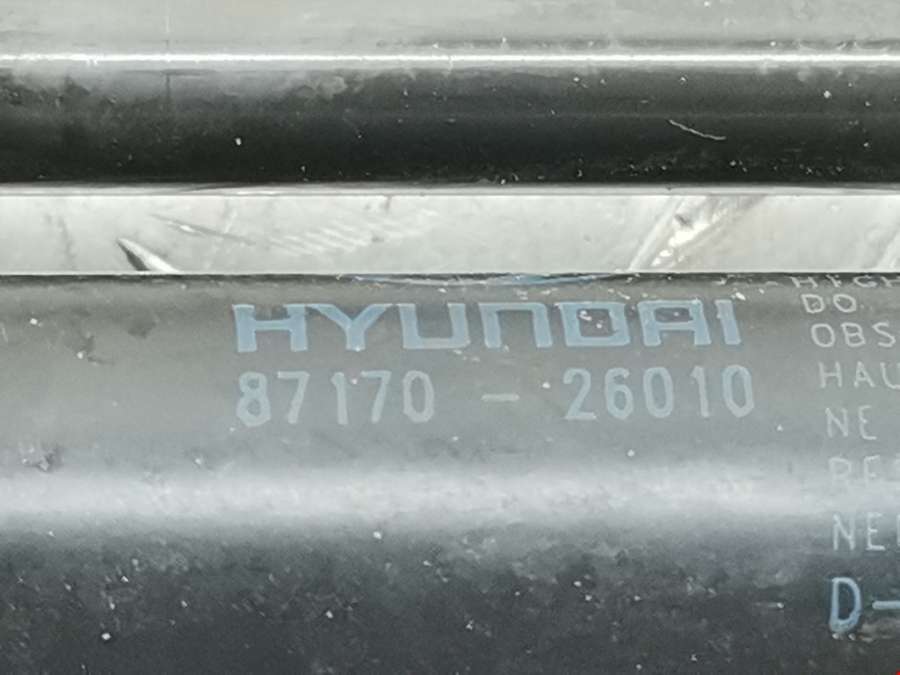 HYUNDAI
87170 - 26010
DO
OBS
HAU
NE
NE
D-